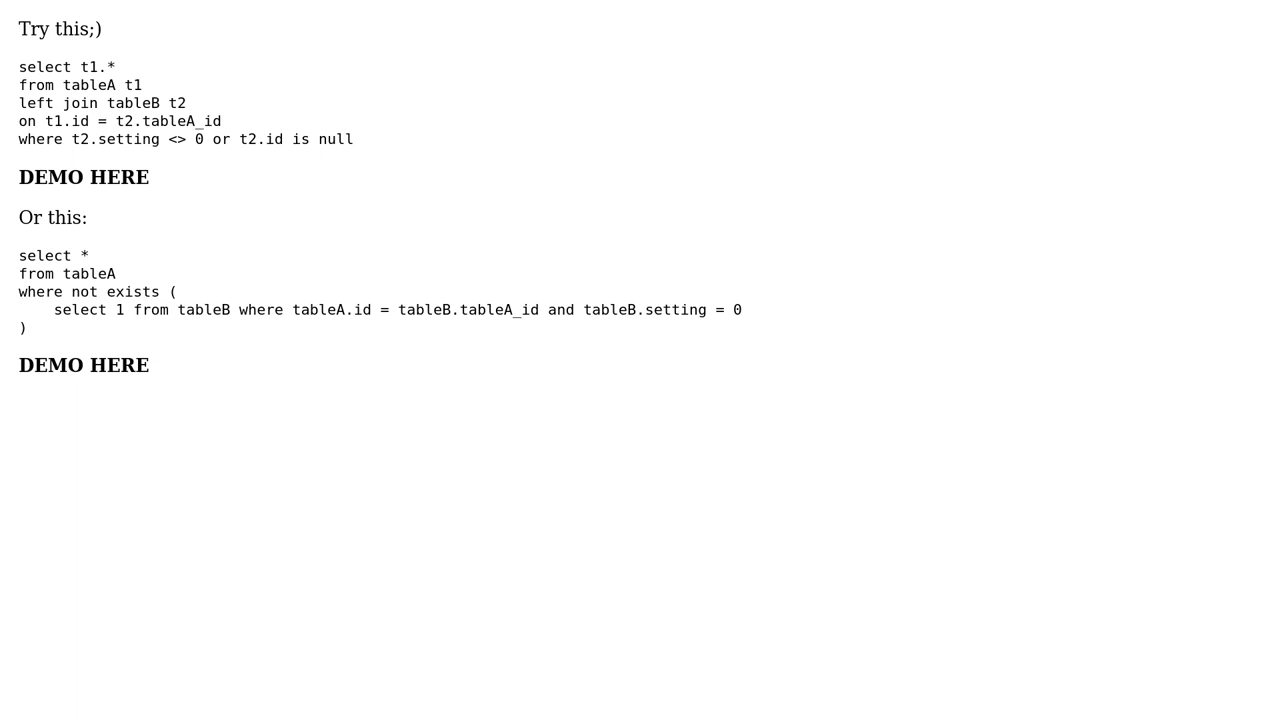 Try this;)
select t1.*
from tableA t1
left join tableB t2
on t1.id = t2.tableA_id
where t2.setting <> 0 or t2.id is null
DEMO HERE
Or this:
select *
from tableA
where not exists (
    select 1 from tableB where tableA.id = tableB.tableA_id and tableB.setting = 0
)
DEMO HERE